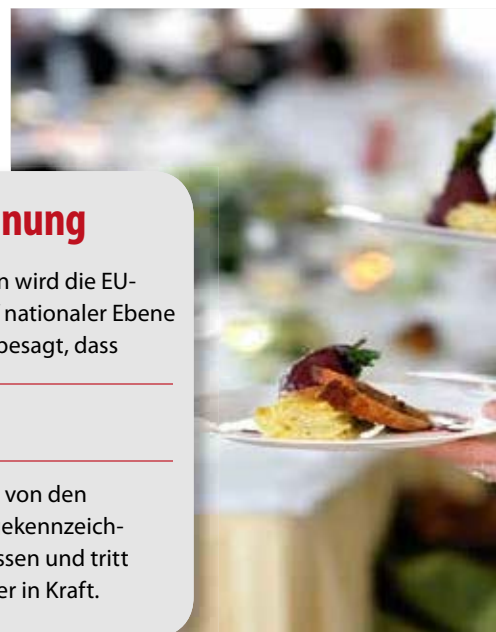 nung
n wird die EU-
nationaler Ebene
besagt, dass
von den
ekennzeich-
ssen und tritt
er in Kraft.